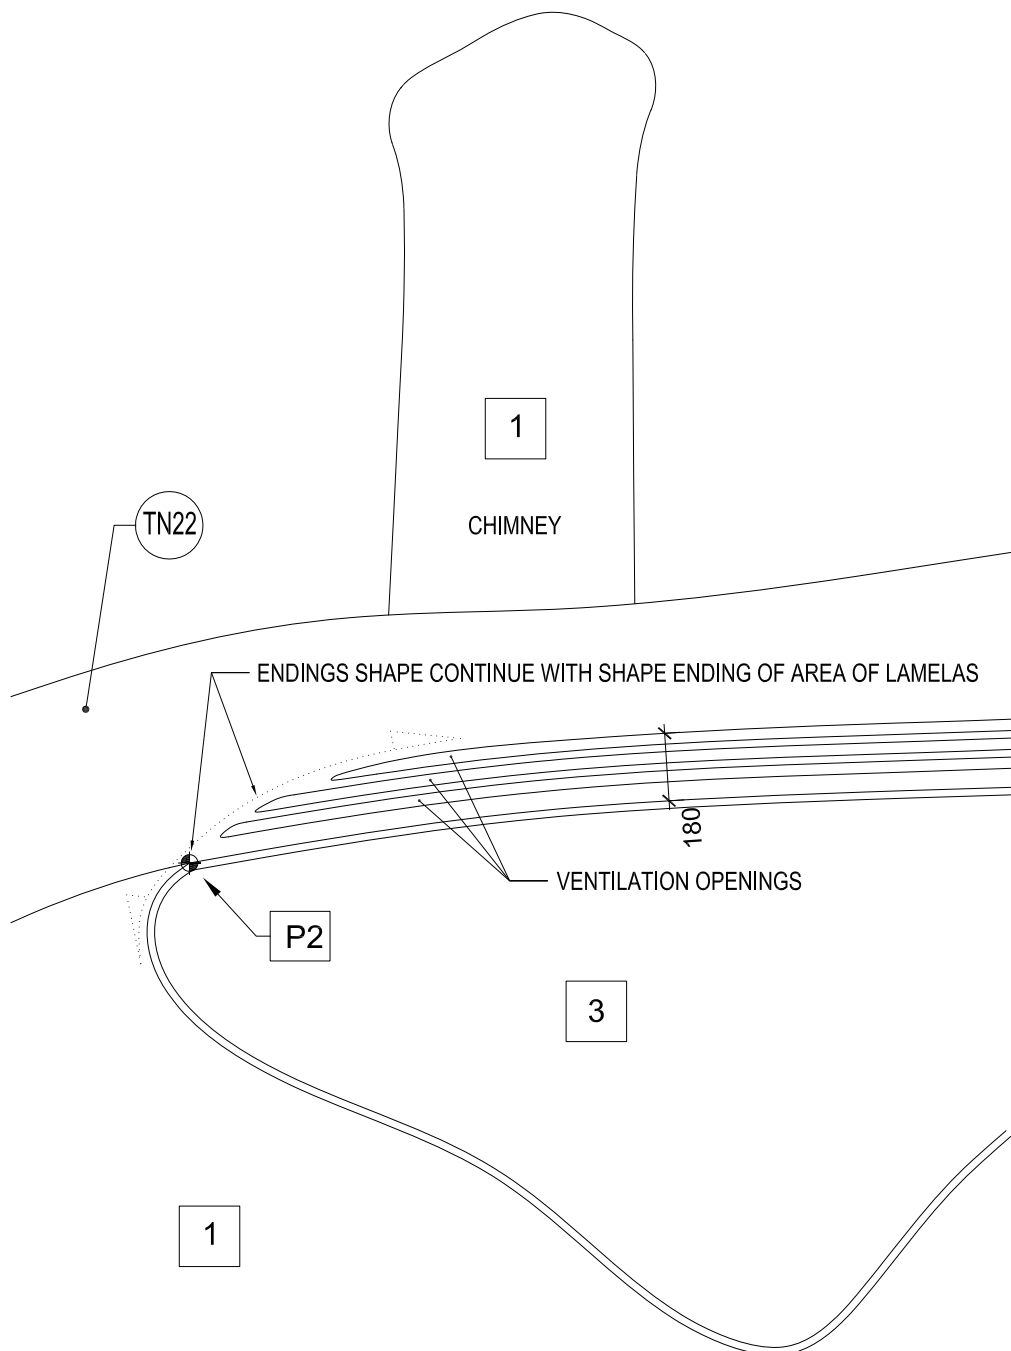 1
CHIMNEY
TN22
ENDINGS SHAPE CONTINUE WITH SHAPE ENDING OF AREA OF LAMELAS
180
VENTILATION OPENINGS
P2
3
1